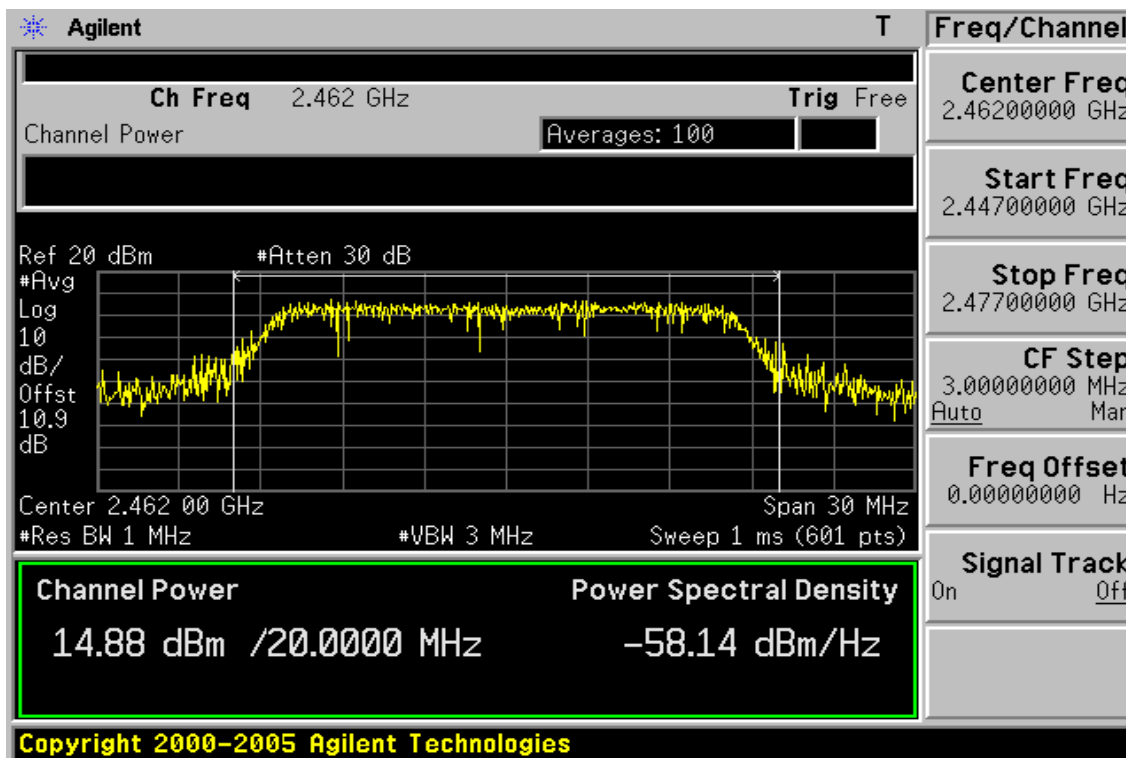 Agilent T
Ch Freq 2.462 GHz Trig Free
Channel Power Averages: 100
Ref 20 dBm #Atten 30 dB
#Avg
Log
10
dB/
Offst
10.9
dB
Center 2.462 00 GHz Span 30 MHz
#Res BW 1 MHz #VBW 3 MHz Sweep 1 ms (601 pts)
Channel Power Power Spectral Density
14.88 dBm /20.0000 MHz -58.14 dBm/Hz
Copyright 2000-2005 Agilent Technologies
Freq/Channel
Center Freq
2.46200000 GHz
Start Freq
2.44700000 GHz
Stop Freq
2.47700000 GHz
CF Step
3.00000000 MHz
Auto Man
Freq Offset
0.00000000 Hz
Signal Track
On Off